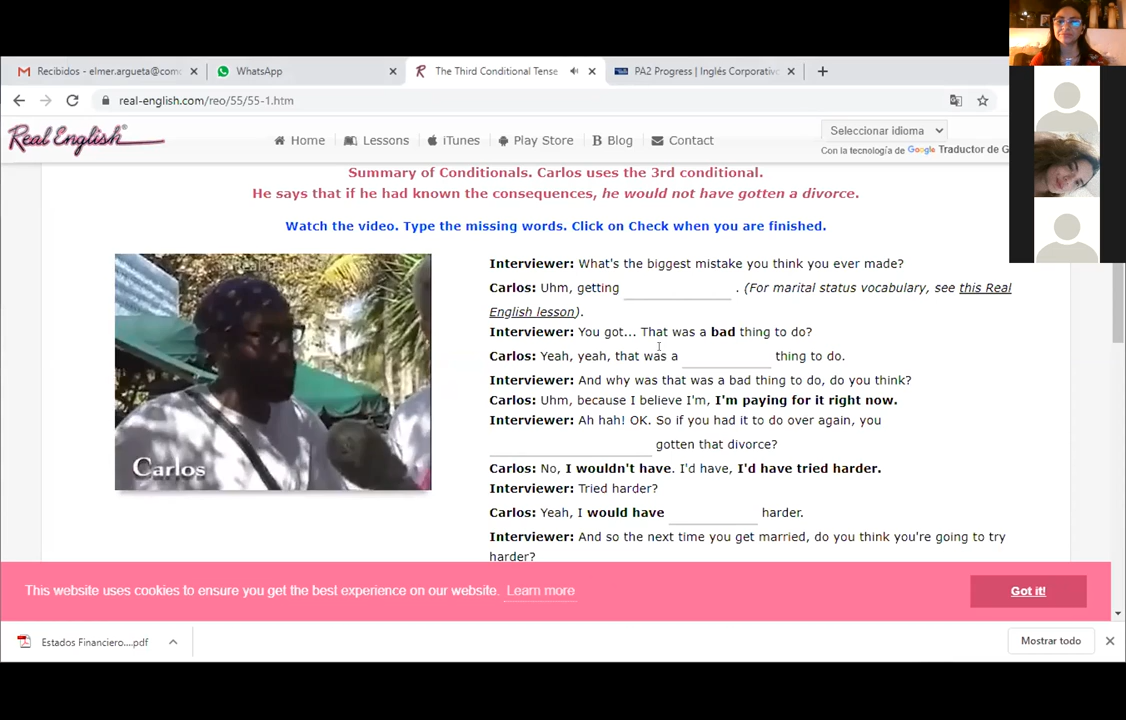 Recibidos - elmer.argueta@como
WhatsApp
The Third Conditional Tense
PA2 Progress | Inglés Corporativo
real-english.com/reo/55/55-1.htm
Real English®
Home
Lessons
iTunes
Play Store
Blog
Contact
Seleccionar idioma
Con la tecnología de Google Traductor de G
Summary of Conditionals. Carlos uses the 3rd conditional.
He says that if he had known the consequences, he would not have gotten a divorce.
Watch the video. Type the missing words. Click on Check when you are finished.
Carlos
Interviewer: What's the biggest mistake you think you ever made?
Carlos: Uhm, getting . (For marital status vocabulary, see this Real
English lesson).
Interviewer: You got... That was a bad thing to do?
Carlos: Yeah, yeah, that was a thing to do.
Interviewer: And why was that was a bad thing to do, do you think?
Carlos: Uhm, because I believe I'm, I'm paying for it right now.
Interviewer: Ah hah! OK. So if you had it to do over again, you
gotten that divorce?
Carlos: No, I wouldn't have. I'd have, I'd have tried harder.
Interviewer: Tried harder?
Carlos: Yeah, I would have harder.
Interviewer: And so the next time you get married, do you think you're going to try
harder?
This website uses cookies to ensure you get the best experience on our website. Learn more
Got it!
Estados Financiero....pdf
Mostrar todo